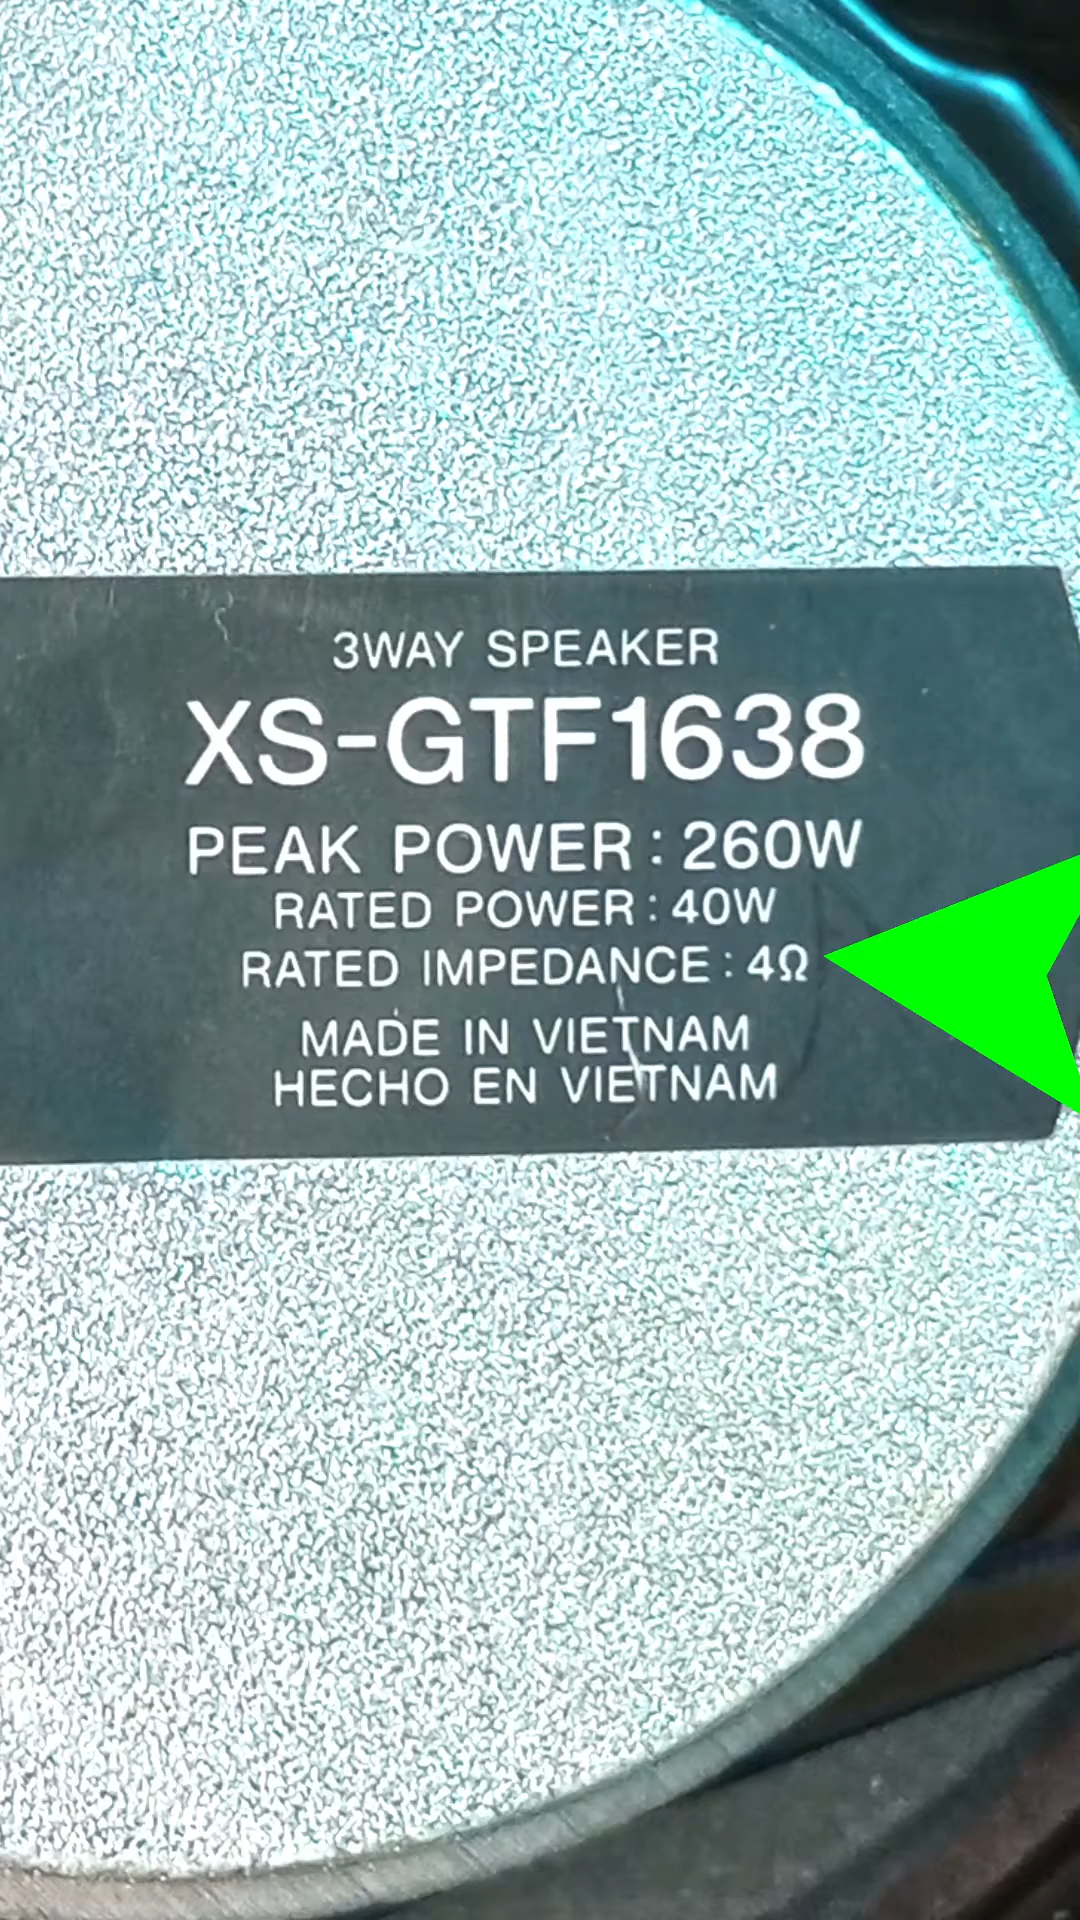 3WAY SPEAKER
XS-GTF1638
PEAK POWER : 260W
RATED POWER : 40W
RATED IMPEDANCE : 4Ω
MADE IN VIETNAM
HECHO EN VIETNAM